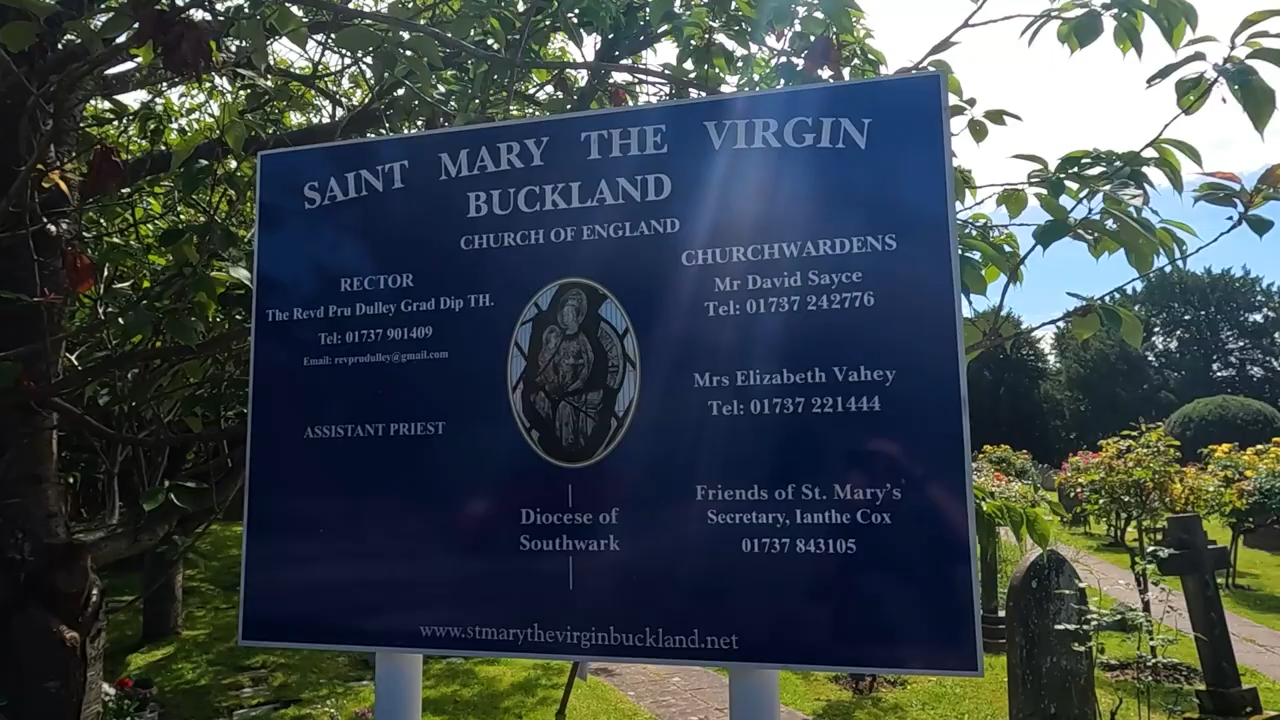 SAINT MARY THE VIRGIN
BUCKLAND
CHURCH OF ENGLAND
RECTOR
The Revd Pru Dulley Grad Dip TH.
Tel: 01737 901409
Email: revprudulley@gmail.com
ASSISTANT PRIEST
CHURCHWARDENS
Mr David Sayce
Tel: 01737 242776
Mrs Elizabeth Vahey
Tel: 01737 221444
Friends of St. Mary's
Secretary, Ianthe Cox
01737 843105
Diocese of
Southwark
www.stmarythevirginbuckland.net